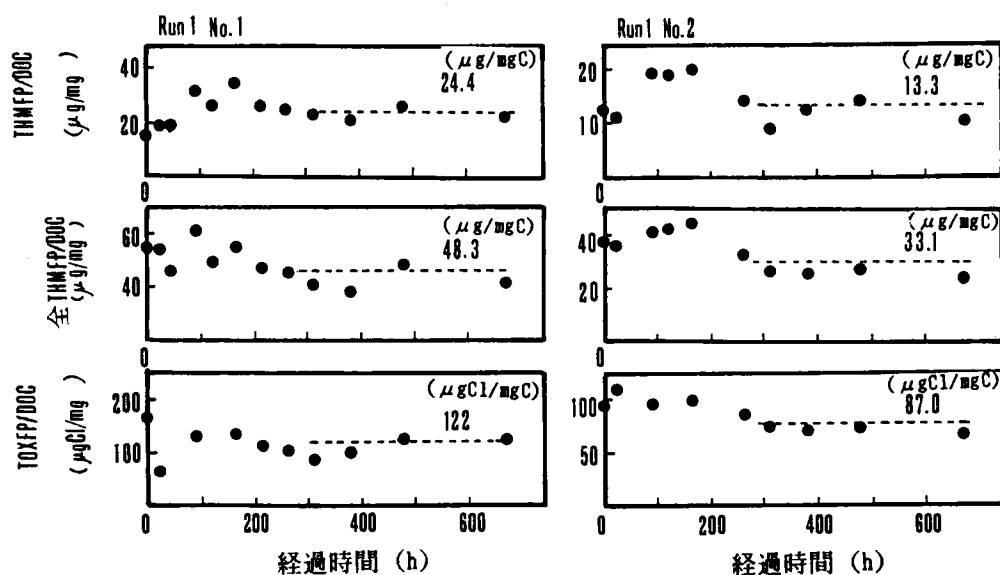 Run1 No.1
Run1 No.2
THMFP/DOC
(μg/mg)
40
20
0
(μg/mgC)
24.4
20
10
0
(μg/mgC)
13.3
全THMFP/DOC
(μg/mg)
60
40
0
(μg/mgC)
48.3
40
20
0
(μg/mgC)
33.1
TOXFP/DOC
(μgCl/mg)
200
100
(μgCl/mgC)
122
100
50
(μgCl/mgC)
87.0
0 200 400 600
0 200 400 600
経過時間 (h)
経過時間 (h)